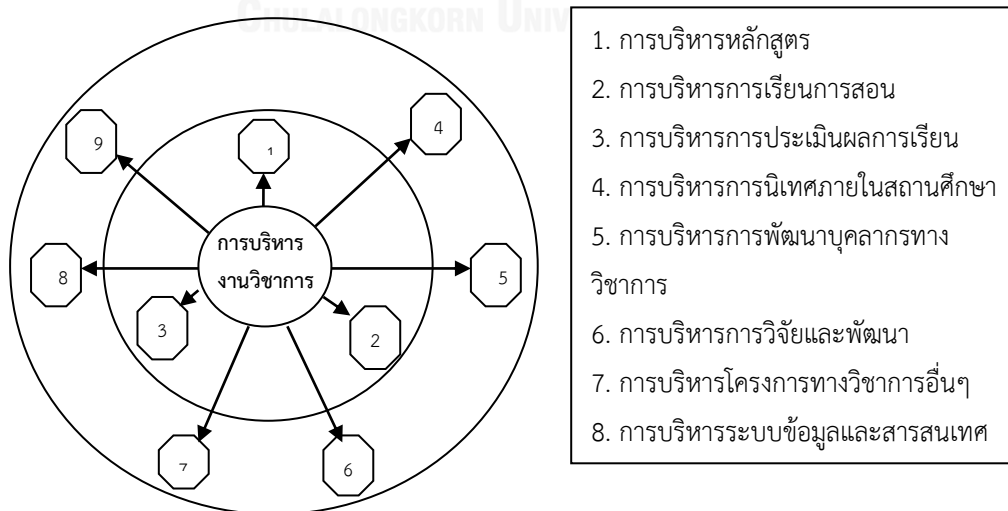 CHULALONGKORN UNIV
9
1
4
การบริหาร
งานวิชาการ
8
5
3
2
7
6
1. การบริหารหลักสูตร
2. การบริหารการเรียนการสอน
3. การบริหารการประเมินผลการเรียน
4. การบริหารการนิเทศภายในสถานศึกษา
5. การบริหารการพัฒนาบุคลากรทาง
วิชาการ
6. การบริหารการวิจัยและพัฒนา
7. การบริหารโครงการทางวิชาการอื่นๆ
8. การบริหารระบบข้อมูลและสารสนเทศ